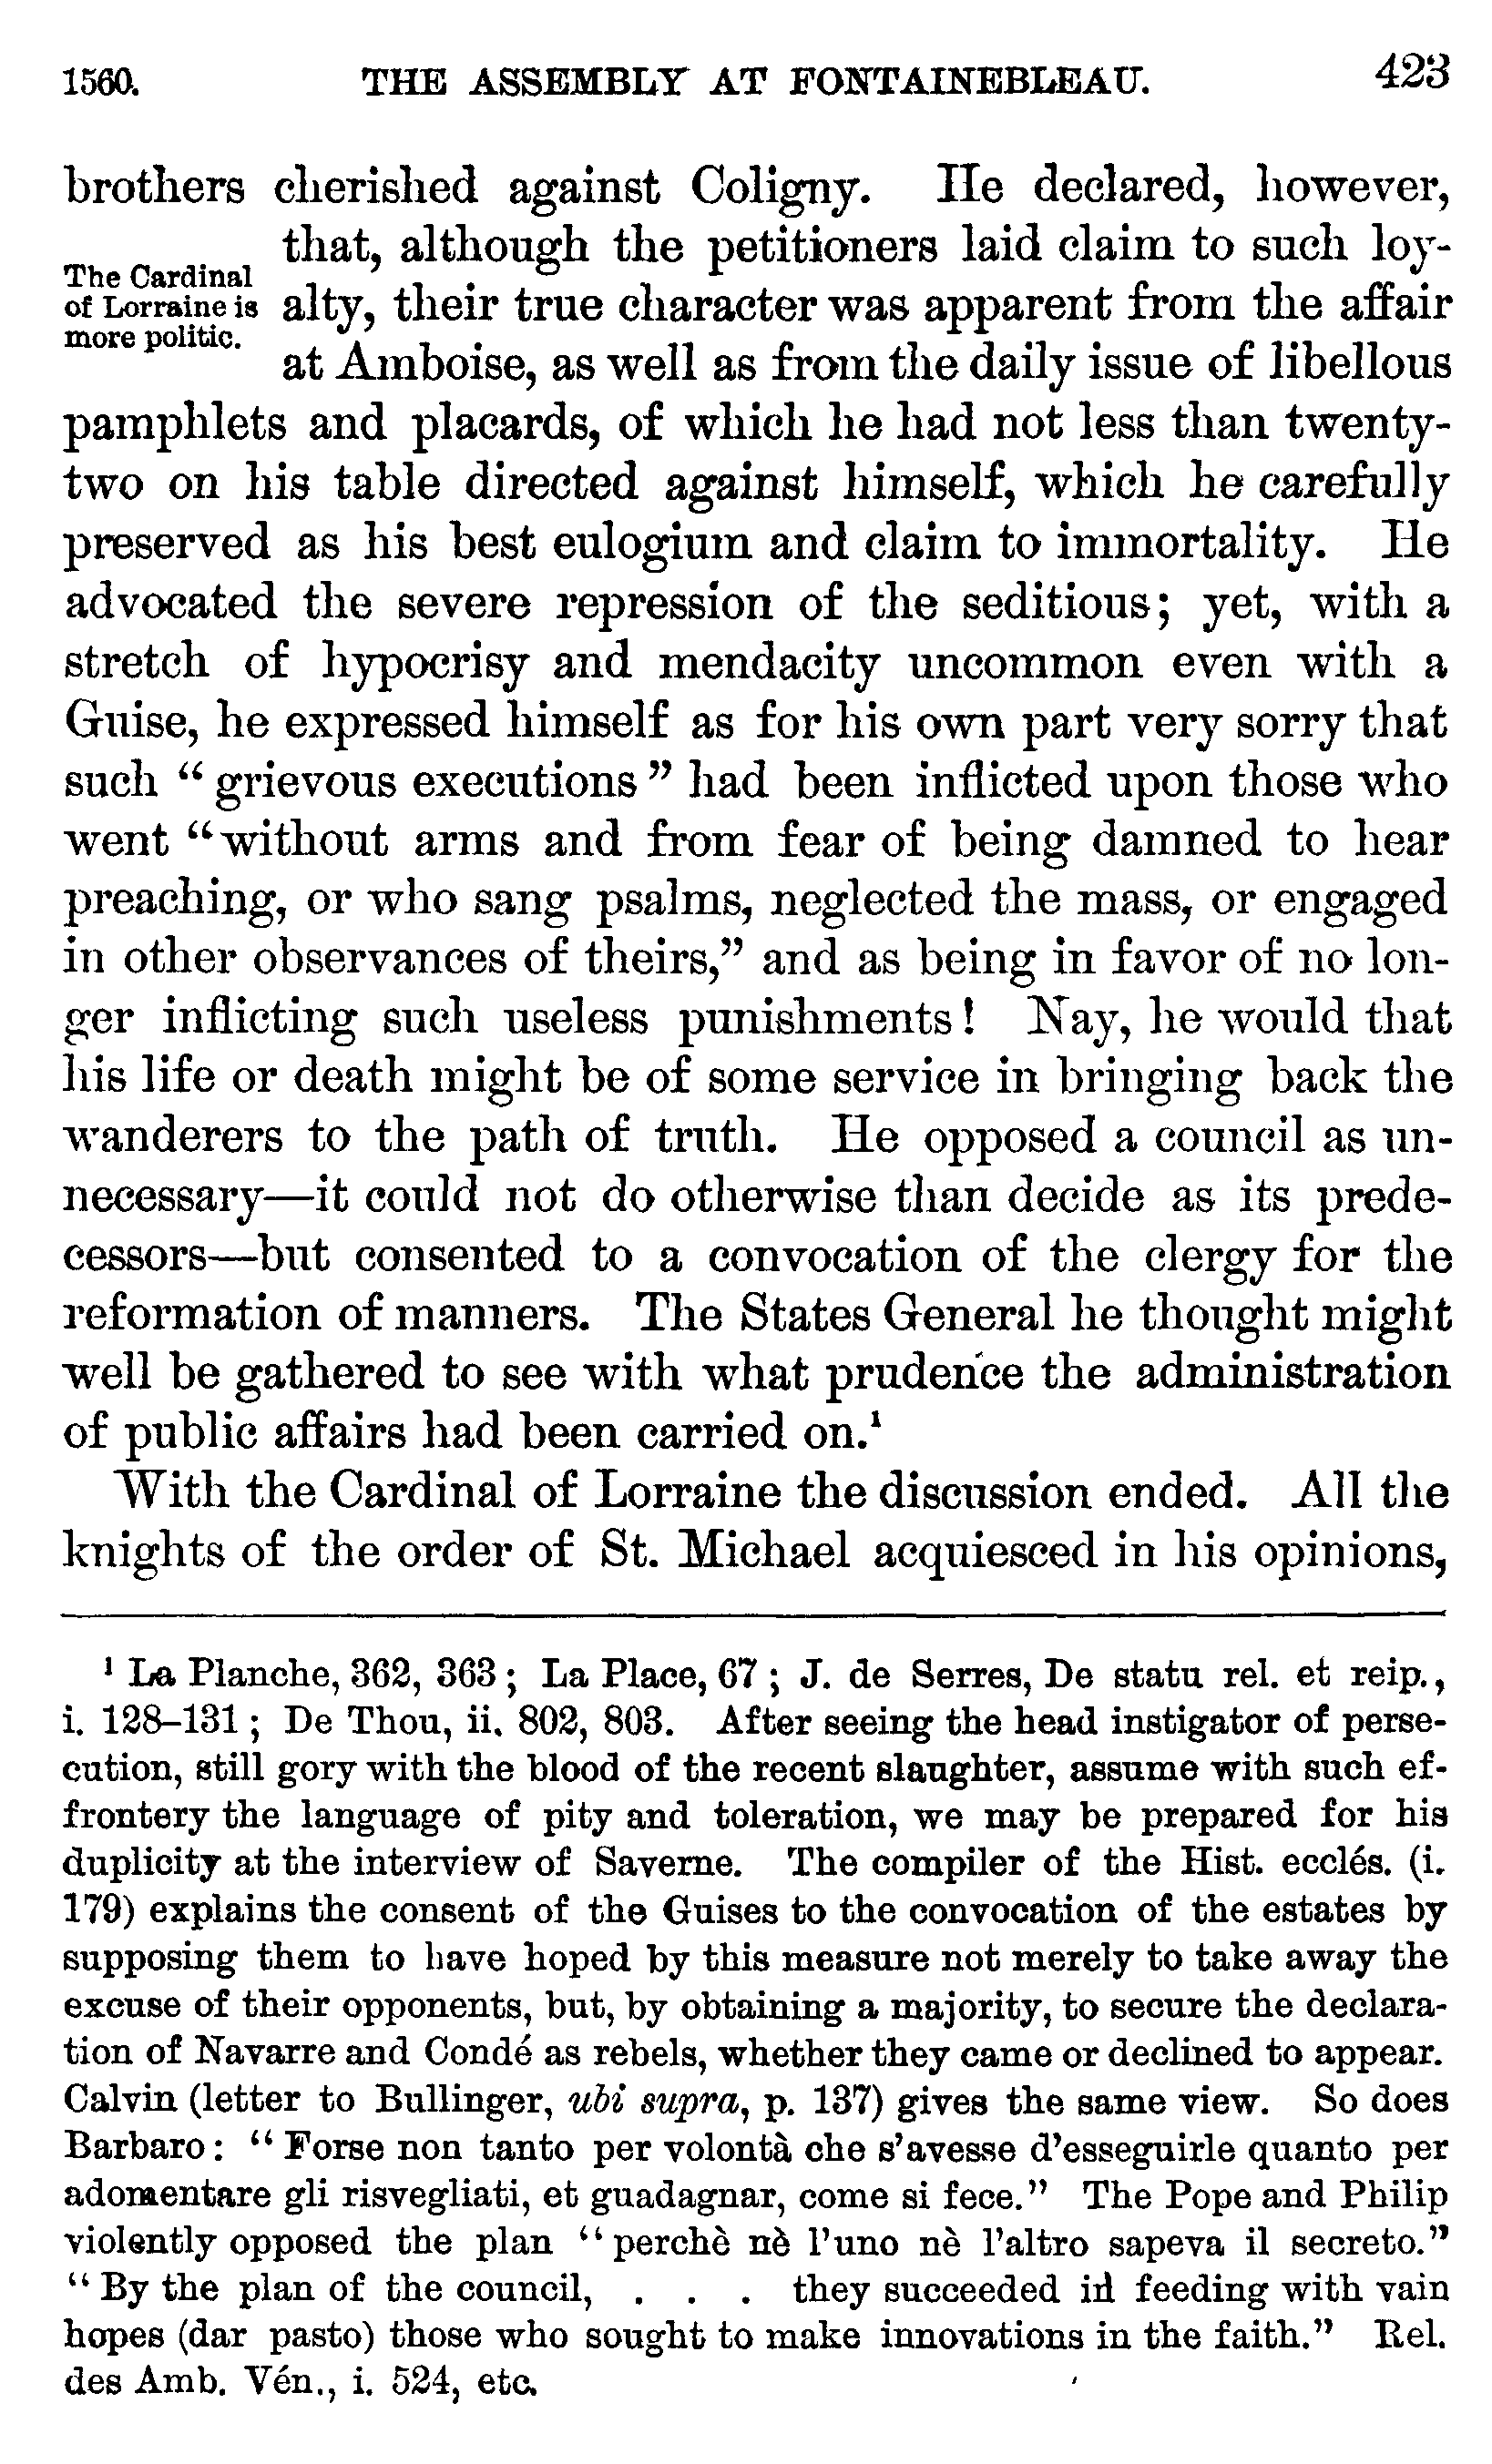 1560. THE ASSEMBLY AT FONTAINEBLEAU. 423
brothers cherished against Coligny. He declared, however,
that, although the petitioners laid claim to such loy-
The Cardinal
of Lorraine is
more politic.
alty, their true character was apparent from the affair
at Amboise, as well as from the daily issue of libellous
pamphlets and placards, of which he had not less than twenty-
two on his table directed against himself, which he carefully
preserved as his best eulogium and claim to immortality. He
advocated the severe repression of the seditious; yet, with a
stretch of hypocrisy and mendacity uncommon even with a
Guise, he expressed himself as for his own part very sorry that
such "grievous executions" had been inflicted upon those who
went "without arms and from fear of being damned to hear
preaching, or who sang psalms, neglected the mass, or engaged
in other observances of theirs," and as being in favor of no lon-
ger inflicting such useless punishments! Nay, he would that
his life or death might be of some service in bringing back the
wanderers to the path of truth. He opposed a council as un-
necessary—it could not do otherwise than decide as its prede-
cessors—but consented to a convocation of the clergy for the
reformation of manners. The States General he thought might
well be gathered to see with what prudence the administration
of public affairs had been carried on.¹
With the Cardinal of Lorraine the discussion ended. All the
knights of the order of St. Michael acquiesced in his opinions,
¹ La Planche, 362, 363; La Place, 67; J. de Serres, De statu rel. et reip.,
i. 128–131; De Thou, ii. 802, 803. After seeing the head instigator of perse-
cution, still gory with the blood of the recent slaughter, assume with such ef-
frontery the language of pity and toleration, we may be prepared for his
duplicity at the interview of Saverne. The compiler of the Hist. ecclés. (i.
179) explains the consent of the Guises to the convocation of the estates by
supposing them to have hoped by this measure not merely to take away the
excuse of their opponents, but, by obtaining a majority, to secure the declara-
tion of Navarre and Condé as rebels, whether they came or declined to appear.
Calvin (letter to Bullinger, ubi supra, p. 137) gives the same view. So does
Barbaro: "Forse non tanto per volontà che s'avesse d'esseguirle quanto per
adomentare gli risvegliati, et guadagnar, come si fece." The Pope and Philip
violently opposed the plan "perchè nè l'uno nè l'altro sapeva il secreto."
"By the plan of the council, . . . they succeeded in feeding with vain
hopes (dar pasto) those who sought to make innovations in the faith." Rel.
des Amb. Vén., i. 524, etc.